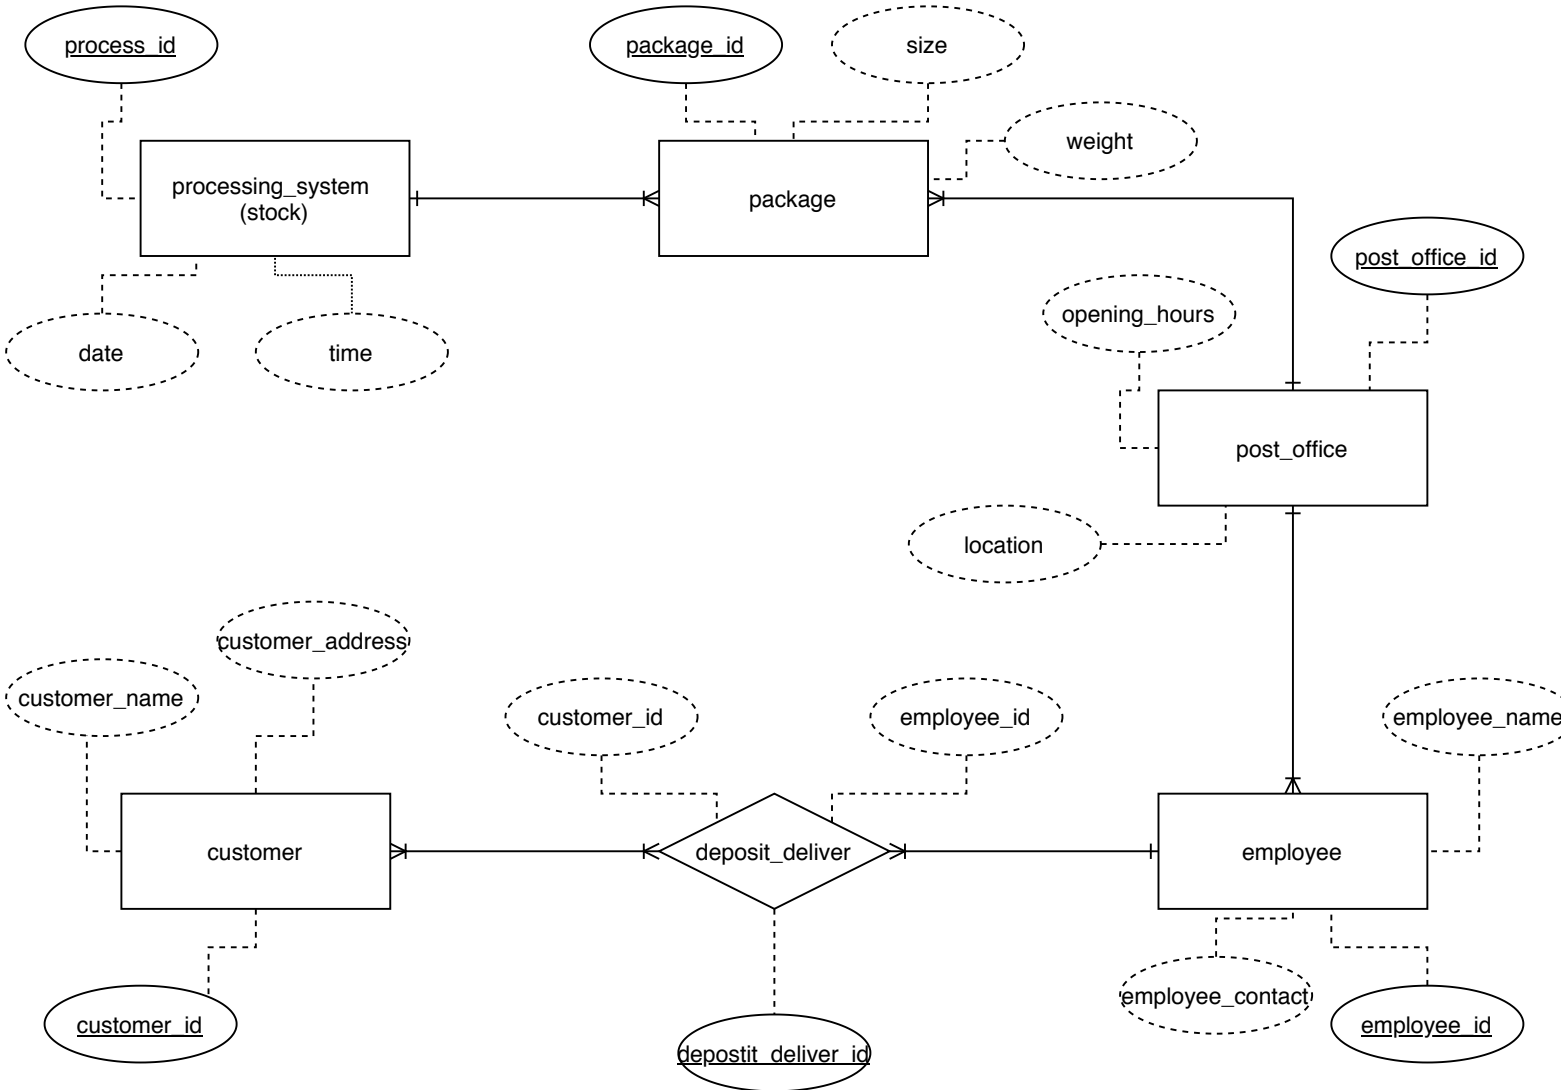 process_id
package_id
size
weight
processing_system
(stock)
package
post_office_id
opening_hours
date
time
post_office
location
customer_address
customer_name
customer_id
employee_id
employee_name
customer
deposit_deliver
employee
employee_contact
customer_id
employee_id
depostit_deliver_id